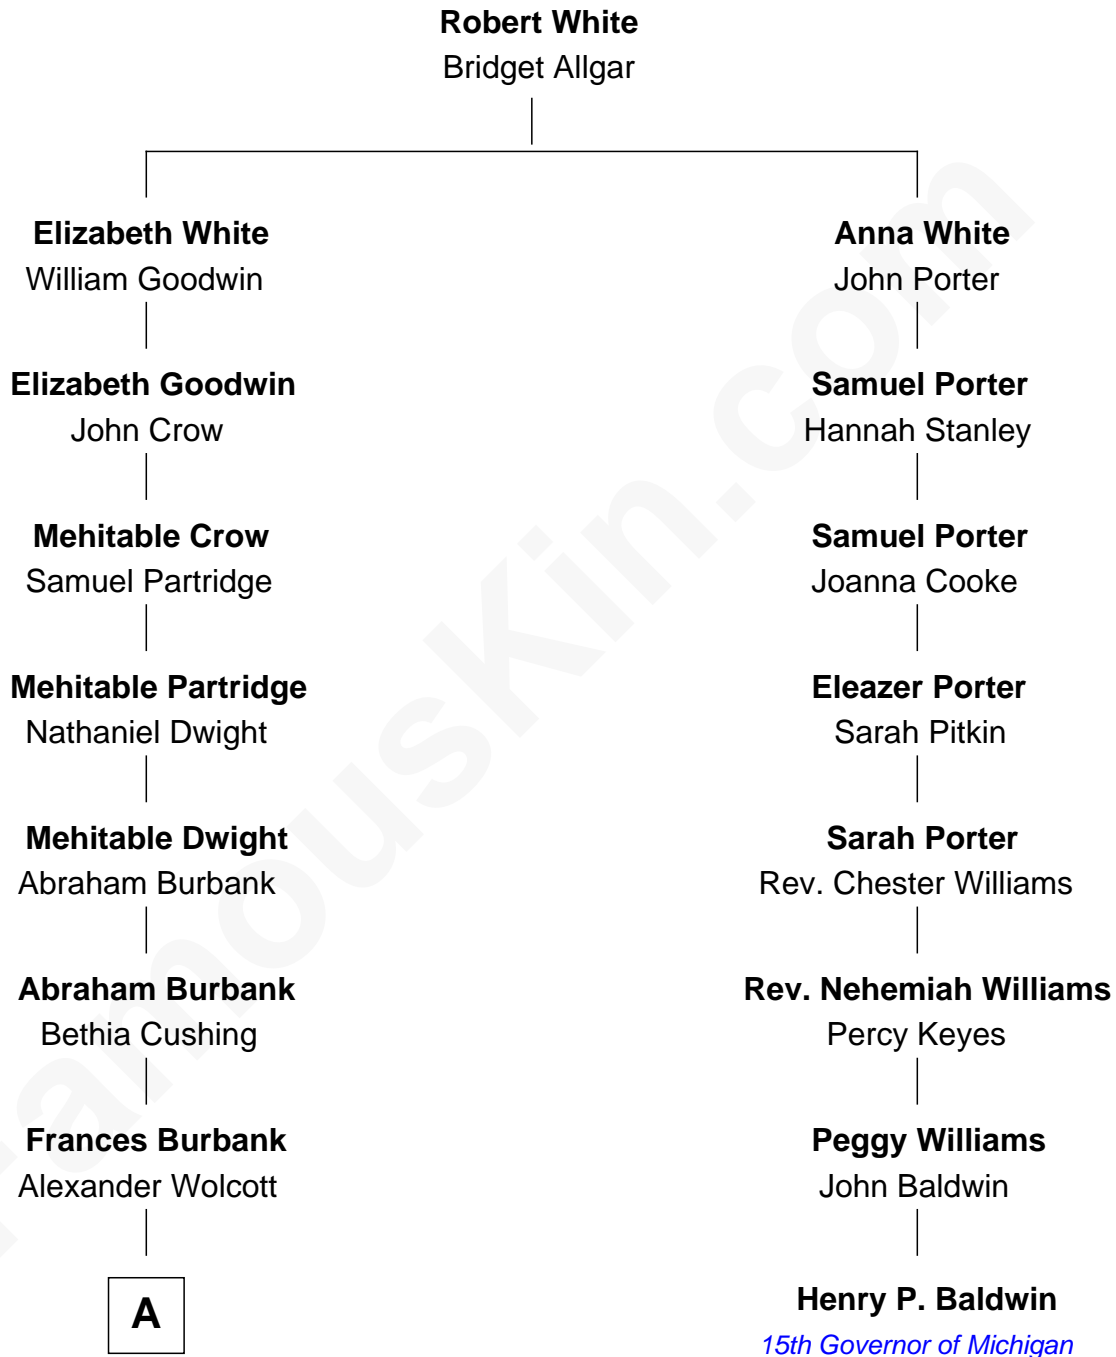 Robert White
Bridget Allgar
Elizabeth White
William Goodwin
Anna White
John Porter
Elizabeth Goodwin
John Crow
Samuel Porter
Hannah Stanley
Mehitable Crow
Samuel Partridge
Samuel Porter
Joanna Cooke
Mehitable Partridge
Nathaniel Dwight
Eleazer Porter
Sarah Pitkin
Mehitable Dwight
Abraham Burbank
Sarah Porter
Rev. Chester Williams
Abraham Burbank
Bethia Cushing
Rev. Nehemiah Williams
Percy Keyes
Frances Burbank
Alexander Wolcott
Peggy Williams
John Baldwin
A
Henry P. Baldwin
15th Governor of Michigan
FamousKin.com